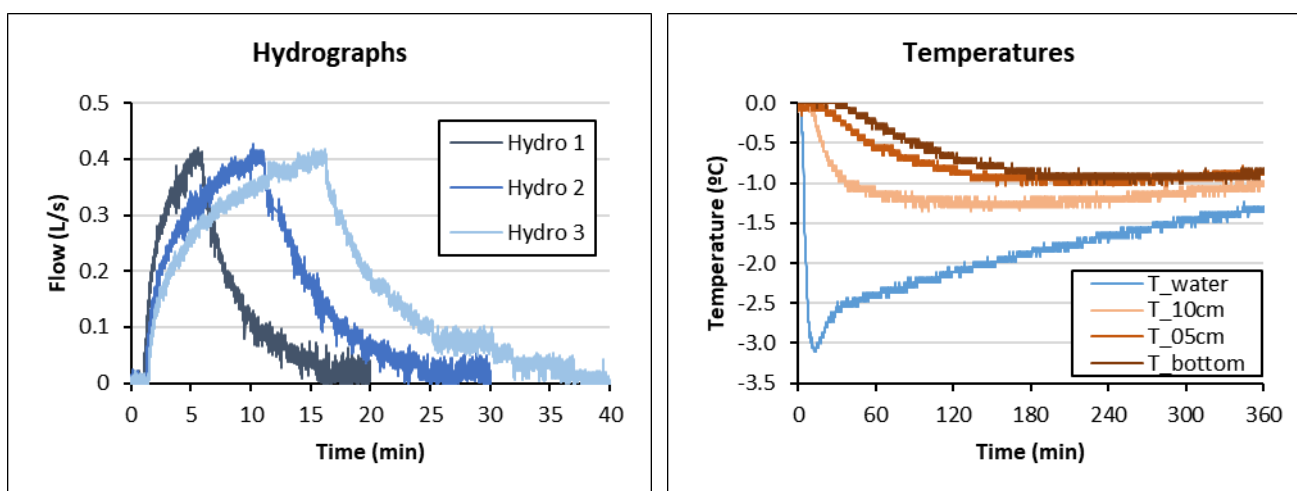 Hydrographs
Flow (L/s)
0.5
0.4
0.3
0.2
0.1
0
0 5 10 15 20 25 30 35 40
Time (min)
Hydro 1
Hydro 2
Hydro 3
Temperatures
Temperature (ºC)
0.0
-0.5
-1.0
-1.5
-2.0
-2.5
-3.0
-3.5
0 60 120 180 240 300 360
Time (min)
T_water
T_10cm
T_05cm
T_bottom